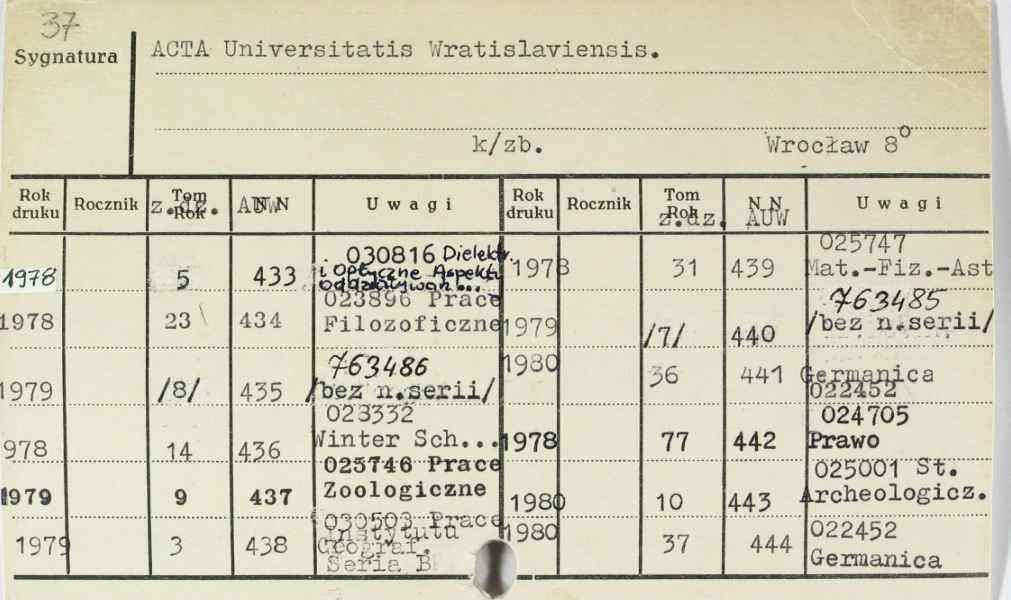 37
Sygnatura
ACTA Universitatis Wratislaviensis.
k/zb. Wrocław 8°
Rok druku Rocznik Tom Rok z.dz. N N AUW Uwagi Rok druku Rocznik Tom Rok z.dz. N N AUW Uwagi
1978 5 433 030816 Dielektr. i Optyczne Aspekty
023896 Prace
1978 23 434 Filozoficzne
763486
1979 /8/ 435 /bez n.serii/
023332
978 14 436 Winter Sch...
025746 Prace
1979 9 437 Zoologiczne
030503 Prace
Instytutu
1979 3 438 Geograf.
Seria B
025747
1978 31 439 Mat.-Fiz.-Ast
763485
1979 /7/ 440 /bez n.serii/
1980 36 441 Germanica
022452
024705
1978 77 442 Prawo
025001 St.
1980 10 443 Archeologicz.
1980 37 444 022452
Germanica